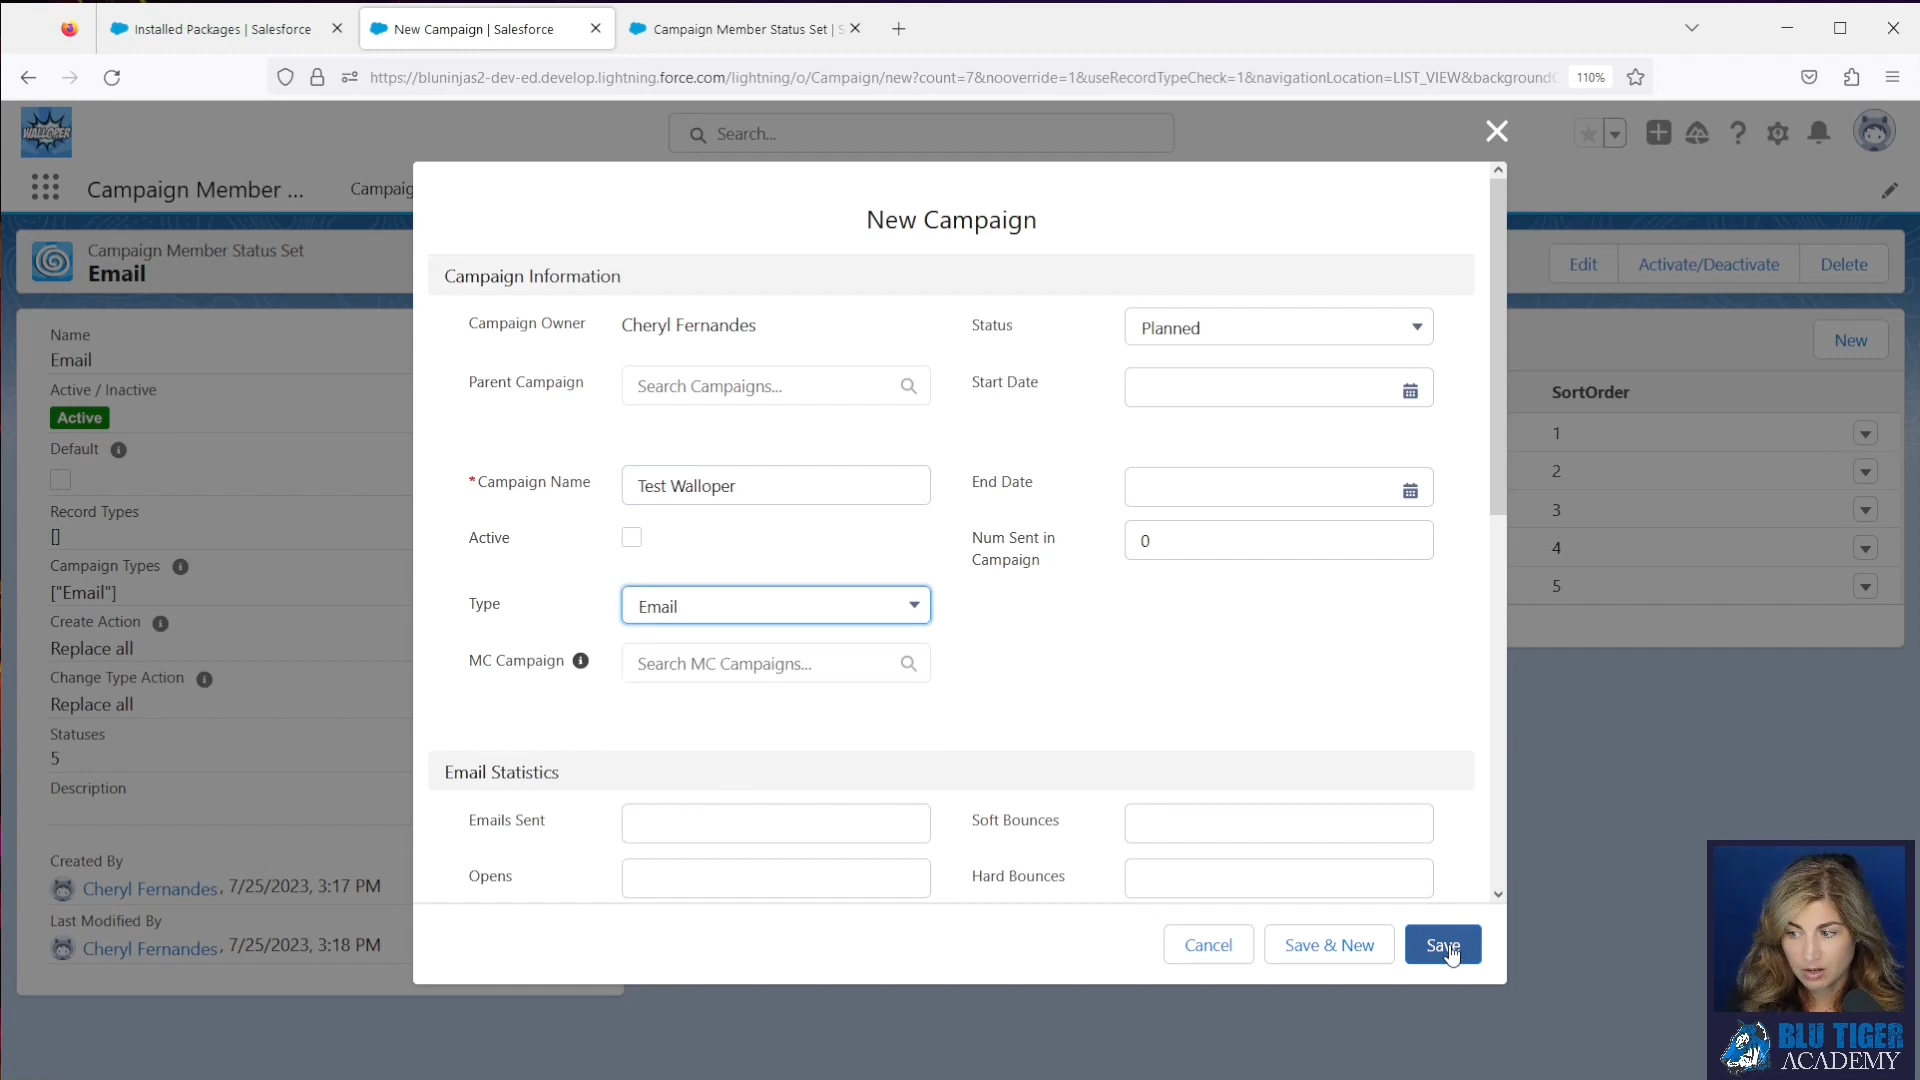 Installed Packages | Salesforce
New Campaign | Salesforce
Campaign Member Status Set | S
https://bluninjas2-dev-ed.develop.lightning.force.com/lightning/o/Campaign/new?count=7&nooverride=1&useRecordTypeCheck=1&navigationLocation=LIST_VIEW&background
110%
WALLOPER
Search...
Campaign Member ...
Campaig
Campaign Member Status Set
Email
Edit
Activate/Deactivate
Delete
Name
Email
Active / Inactive
Active
Default
Record Types
[]
Campaign Types
["Email"]
Create Action
Replace all
Change Type Action
Replace all
Statuses
5
Description
Created By
Cheryl Fernandes, 7/25/2023, 3:17 PM
Last Modified By
Cheryl Fernandes, 7/25/2023, 3:18 PM
New Campaign
Campaign Information
Campaign Owner
Cheryl Fernandes
Status
Planned
Parent Campaign
Search Campaigns...
Start Date
*Campaign Name
Test Walloper
End Date
Active
Num Sent in
Campaign
0
Type
Email
MC Campaign
Search MC Campaigns...
Email Statistics
Emails Sent
Soft Bounces
Opens
Hard Bounces
Cancel
Save & New
Save
New
SortOrder
1
2
3
4
5
BLU TIGER
ACADEMY